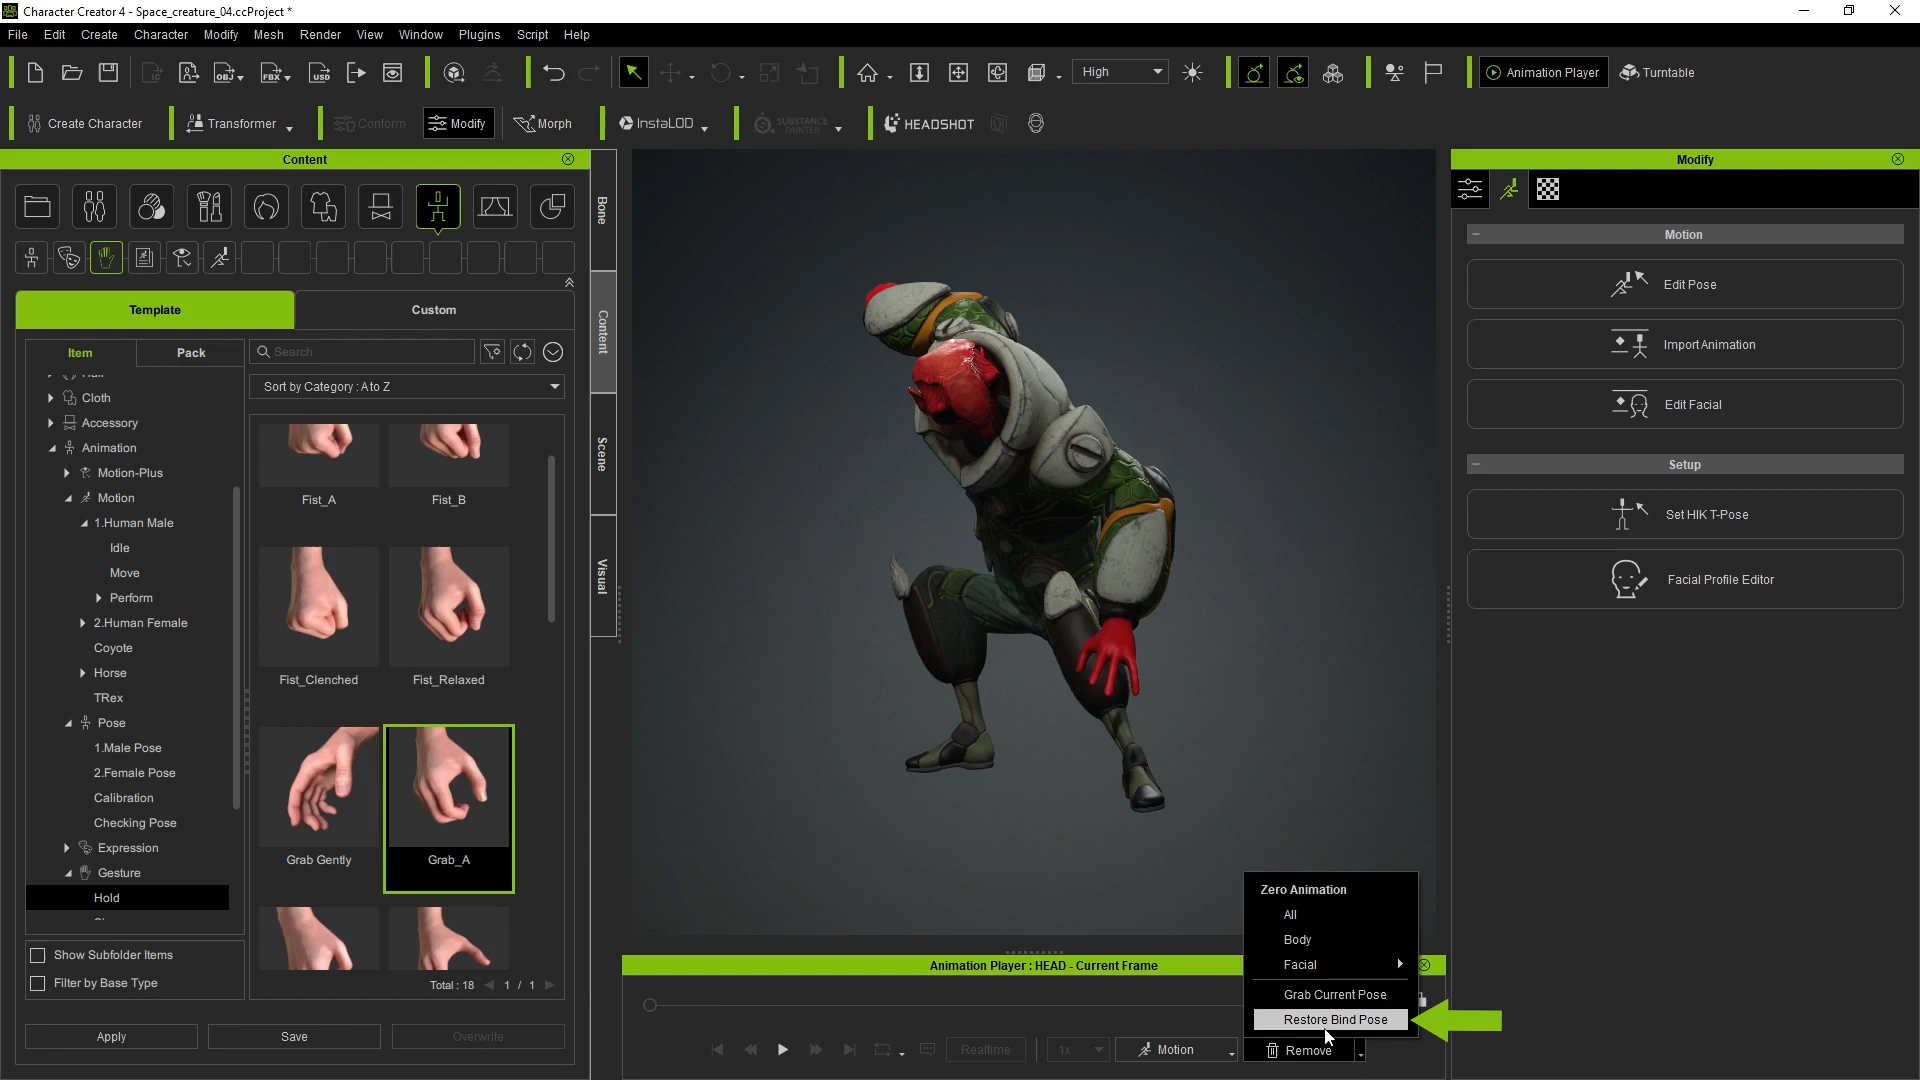 Character Creator 4 - Space_creature_04.ccProject *
File Edit Create Character Modify Mesh Render View Window Plugins Script Help
OBJ FBX USD High Animation Player Turntable
Create Character Transformer Conform Modify Morph InstaLOD SUBSTANCE PAINTER HEADSHOT
Content
Template Custom
Item Pack Search
Sort by Category : A to Z
Cloth
Accessory
Animation
Motion-Plus
Motion
1.Human Male
Idle
Move
Perform
2.Human Female
Coyote
Horse
TRex
Pose
1.Male Pose
2.Female Pose
Calibration
Checking Pose
Expression
Gesture
Hold
Show Subfolder Items
Filter by Base Type
Fist_A Fist_B
Fist_Clenched Fist_Relaxed
Grab Gently Grab_A
Total : 18 1 / 1
Apply Save Overwrite
Bone
Content
Scene
Visual
Animation Player : HEAD - Current Frame
Realtime 1x Motion Remove
Zero Animation
All
Body
Facial
Grab Current Pose
Restore Bind Pose
Modify
Motion
Edit Pose
Import Animation
Edit Facial
Setup
Set HIK T-Pose
Facial Profile Editor